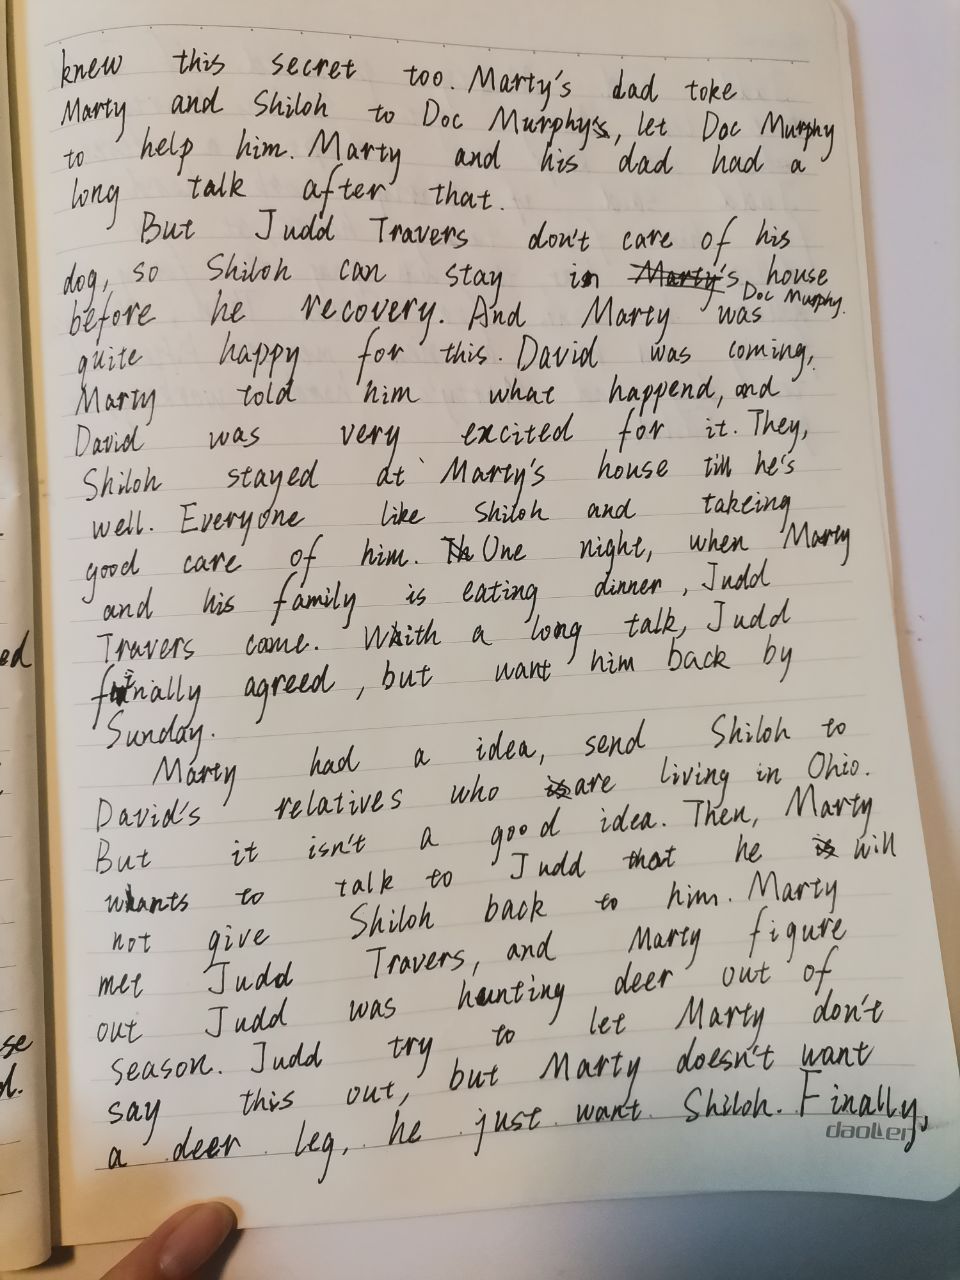 knew this secret too. Marty's dad toke
Marty and Shiloh to Doc Murphy's, let Doc Murphy
to help him. Marty and his dad had a
long talk after that.
But Judd Travers don't care of his
dog, so Shiloh can stay in Marty's house
Doc Murphy.
before he recovery. And Marty was
quite happy for this. David was coming,
Marty told him what happend, and
David was very excited for it. They,
Shiloh stayed at Marty's house till he's
well. Everyone like Shiloh and takeing
good care of him. Th One night, when Marty
and his family is eating dinner, Judd
Travers came. With a long talk, Judd
finally agreed, but want him back by
Sunday.
Marty had a idea, send Shiloh to
David's relatives who is are living in Ohio.
But it isn't a good idea. Then, Marty
wants to talk to Judd that he is will
not give Shiloh back to him. Marty
met Judd Travers, and Marty figure
out Judd was hunting deer out of
season. Judd try to let Marty don't
say this out, but Marty doesn't want
a deer leg, he just want Shiloh. Finally,
daolier
ed
se
d.